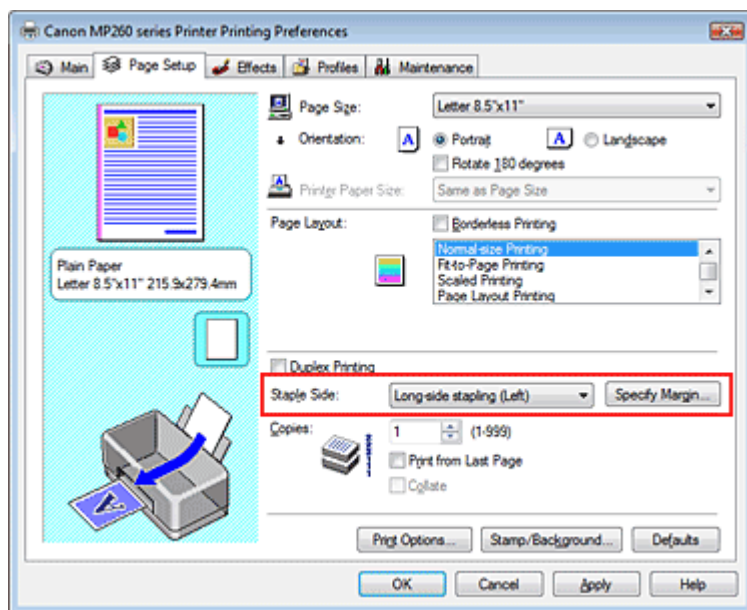 Canon MP260 series Printer Printing Preferences
Main Page Setup Effects Profiles Maintenance
Page Size: Letter 8.5"x11"
Orientation: A Portrait A Landscape
Rotate 180 degrees
Printer Paper Size: Same as Page Size
Page Layout: Borderless Printing
Normal-size Printing
Fit-to-Page Printing
Scaled Printing
Page Layout Printing
Plain Paper
Letter 8.5"x11" 215.9x279.4mm
Duplex Printing
Staple Side: Long-side stapling (Left) Specify Margin...
Copies: 1 (1-999)
Print from Last Page
Collate
A
Print Options... Stamp/Background... Defaults
OK Cancel Apply Help